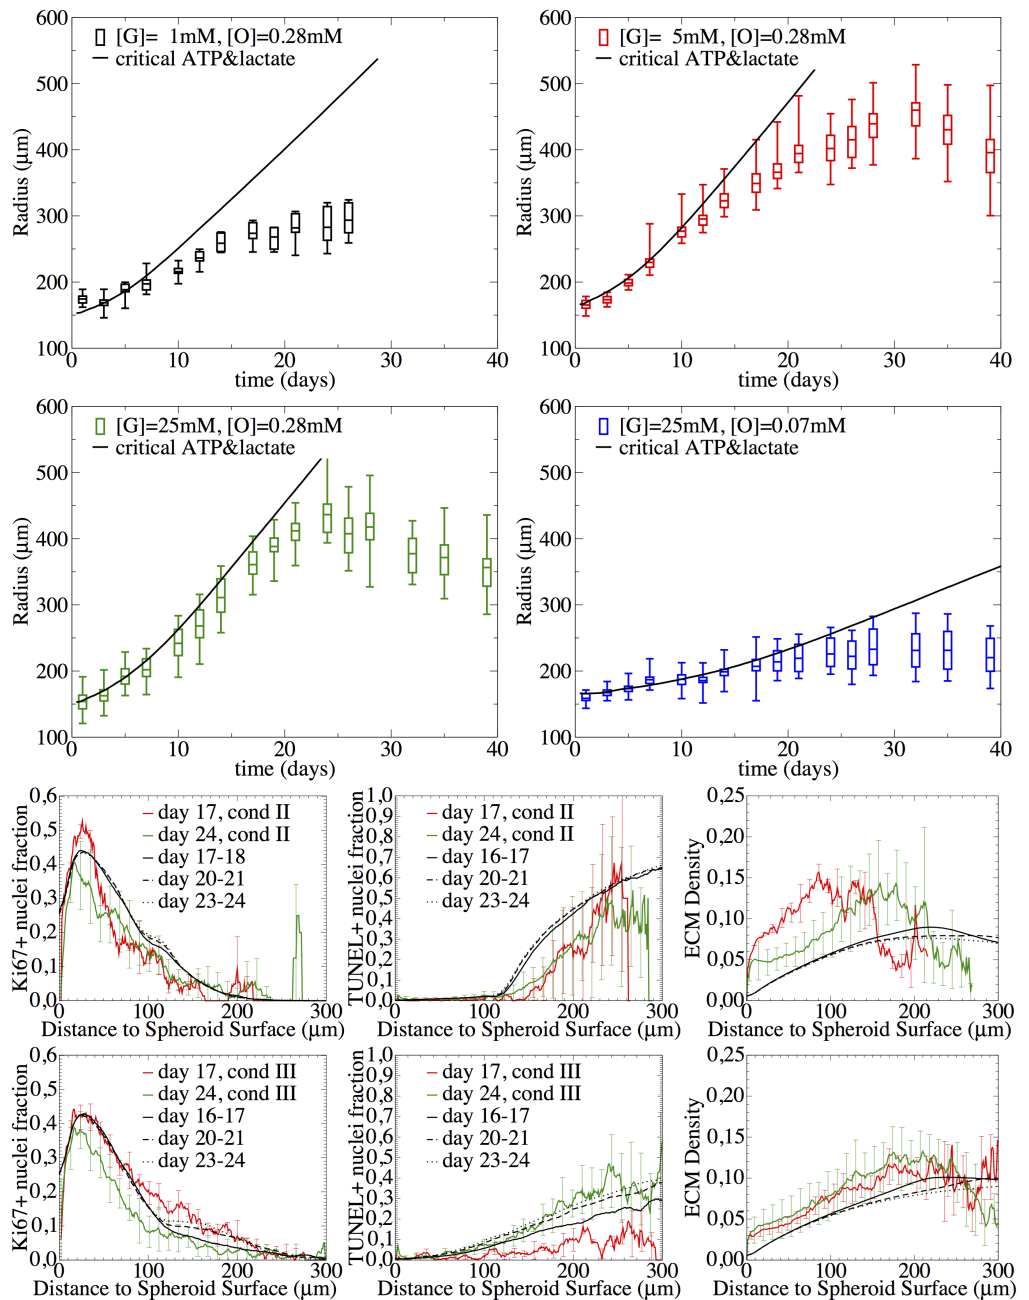 600
500
400
300
200
100
Radius (μm)
[G]= 1mM, [O]=0.28mM
critical ATP&lactate
0 10 20 30 40
time (days)
600
500
400
300
200
100
Radius (μm)
[G]= 5mM, [O]=0.28mM
critical ATP&lactate
0 10 20 30 40
time (days)
600
500
400
300
200
100
Radius (μm)
[G]=25mM, [O]=0.28mM
critical ATP&lactate
0 10 20 30 40
time (days)
600
500
400
300
200
100
Radius (μm)
[G]=25mM, [O]=0.07mM
critical ATP&lactate
0 10 20 30 40
time (days)
0,6
0,5
0,4
0,3
0,2
0,1
0,0
Ki67+ nuclei fraction
day 17, cond II
day 24, cond II
day 17-18
day 20-21
day 23-24
0 100 200 300
Distance to Spheroid Surface (μm)
1,0
0,9
0,8
0,7
0,6
0,5
0,4
0,3
0,2
0,1
0,0
TUNEL+ nuclei fraction
day 17, cond II
day 24, cond II
day 16-17
day 20-21
day 23-24
0 100 200 300
Distance to Spheroid Surface (μm)
0,25
0,20
0,15
0,10
0,05
0,00
ECM Density
0 100 200 300
Distance to Spheroid Surface (μm)
0,6
0,5
0,4
0,3
0,2
0,1
0,0
Ki67+ nuclei fraction
day 17, cond III
day 24, cond III
day 16-17
day 20-21
day 23-24
0 100 200 300
Distance to Spheroid Surface (μm)
1,0
0,9
0,8
0,7
0,6
0,5
0,4
0,3
0,2
0,1
0,0
TUNEL+ nuclei fraction
day 17, cond III
day 24, cond III
day 16-17
day 20-21
day 23-24
0 100 200 300
Distance to Spheroid Surface (μm)
0,25
0,20
0,15
0,10
0,05
0,00
ECM Density
0 100 200 300
Distance to Spheroid Surface (μm)